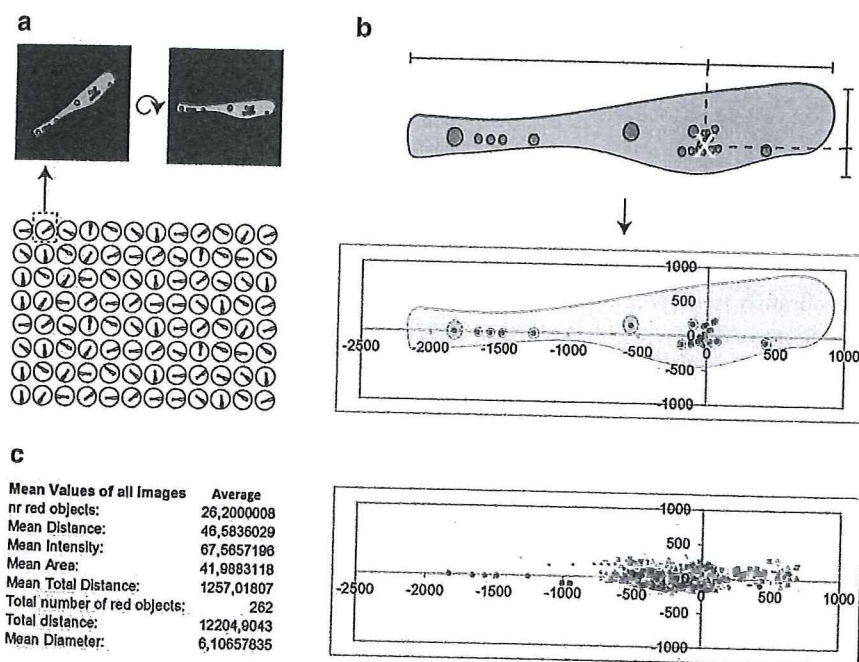 a
b
1000
500
0
-2500 -2000 -1500 -1000 -500 0 500 1000
-500
-1000
c
Mean Values of all Images Average
nr red objects: 26,2000008
Mean Distance: 46,5836029
Mean Intensity: 67,5657196
Mean Area: 41,9883118
Mean Total Distance: 1257,01807
Total number of red objects: 262
Total distance: 12204,9043
Mean Diameter: 6,10657835
1000
500
0
-2500 -2000 -1500 -1000 -500 0 500 1000
-500
-1000